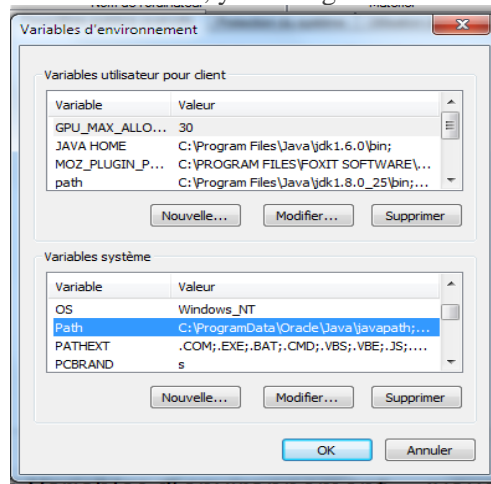 Variables d'environnement
Variables utilisateur pour client
Variable Valeur
GPU_MAX_ALLO... 30
JAVA HOME C:\Program Files\Java\jdk1.6.0\bin;
MOZ_PLUGIN_P... C:\PROGRAM FILES\FOXIT SOFTWARE\...
path C:\Program Files\Java\jdk1.8.0_25\bin;...
Nouvelle... Modifier... Supprimer
Variables système
Variable Valeur
OS Windows_NT
Path C:\ProgramData\Oracle\Java\javapath;...
PATHEXT .COM;.EXE;.BAT;.CMD;.VBS;.VBE;.JS;....
PCBRAND s
Nouvelle... Modifier... Supprimer
OK Annuler